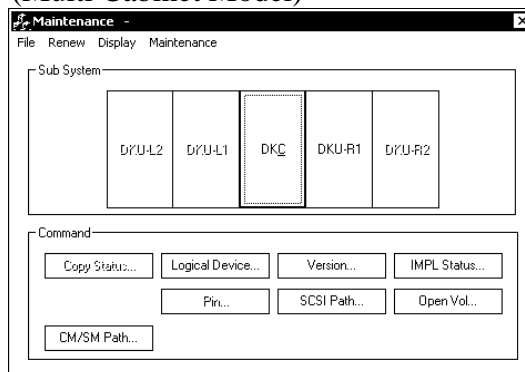 (Multi Cabinet Model)
Maintenance -
File Renew Display Maintenance
Sub System
DKU-L2 DKU-L1 DKC DKU-R1 DKU-R2
Command
Copy Status... Logical Device... Version... IMPL Status...
Pin... SCSI Path... Open Vol...
CM/SM Path...